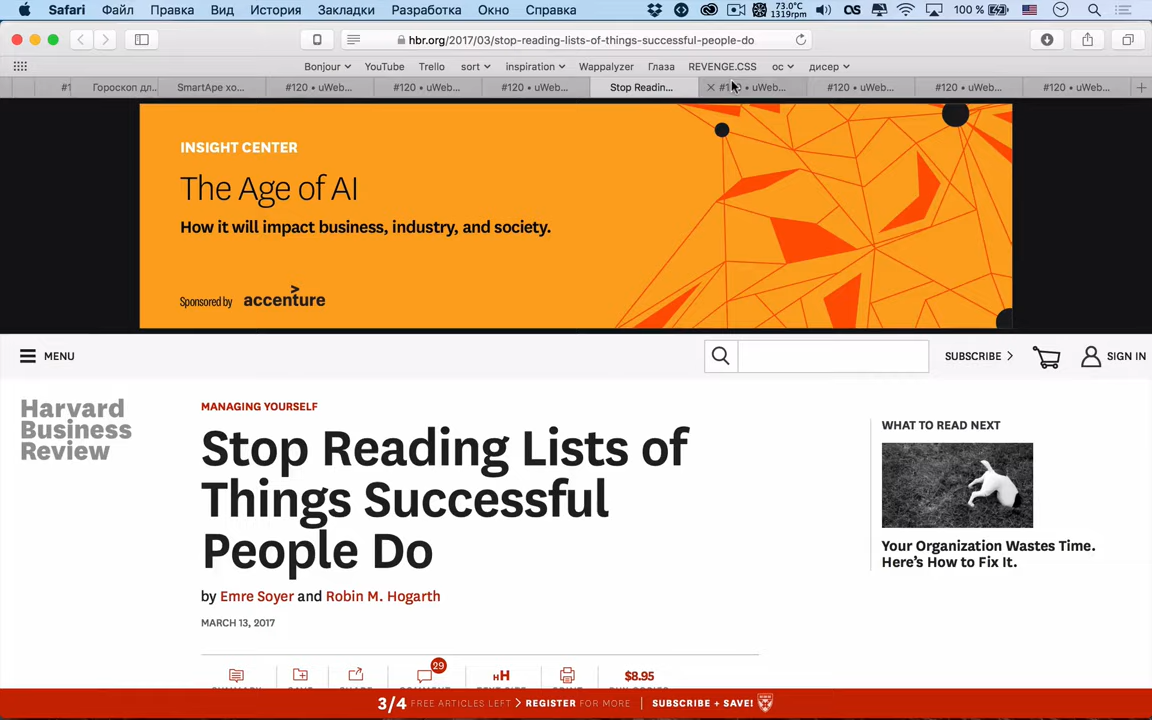 Safari Файл Правка Вид История Закладки Разработка Окно Справка 73.0°C 1319rpm 100 %
hbr.org/2017/03/stop-reading-lists-of-things-successful-people-do
Bonjour YouTube Trello sort inspiration Wappalyzer Глаза REVENGE.CSS ос дисер
Гороскоп дл... SmartApe хо... #120 • uWeb... #120 • uWeb... #120 • uWeb... Stop Readin... uWeb... #120 • uWeb... #120 • uWeb... #120 • uWeb...
INSIGHT CENTER
The Age of AI
How it will impact business, industry, and society.
Sponsored by accenture
MENU
SUBSCRIBE
SIGN IN
Harvard
Business
Review
MANAGING YOURSELF
Stop Reading Lists of
Things Successful
People Do
by Emre Soyer and Robin M. Hogarth
MARCH 13, 2017
WHAT TO READ NEXT
Your Organization Wastes Time.
Here's How to Fix It.
29
$8.95
3/4 FREE ARTICLES LEFT > REGISTER FOR MORE | SUBSCRIBE + SAVE!